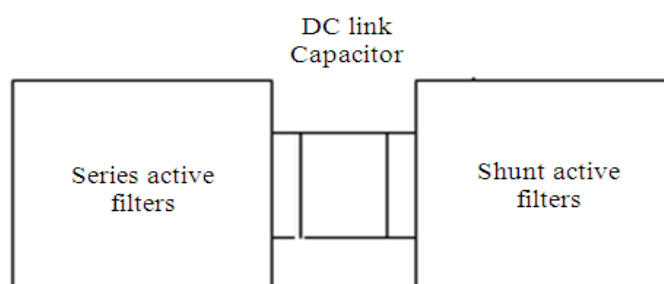 DC link
Capacitor
Series active
filters
Shunt active
filters